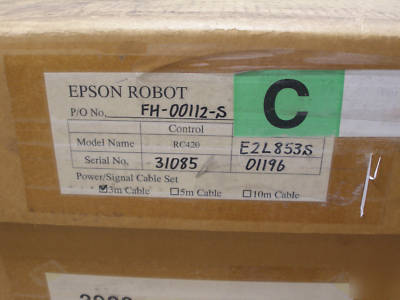 EPSON ROBOT
C
P/O No. FH-00112-S
Control
Model Name RC420 E2L853S
Serial No. 31085 01196
Power/Signal Cable Set
☑3m Cable ☐5m Cable ☐10m Cable